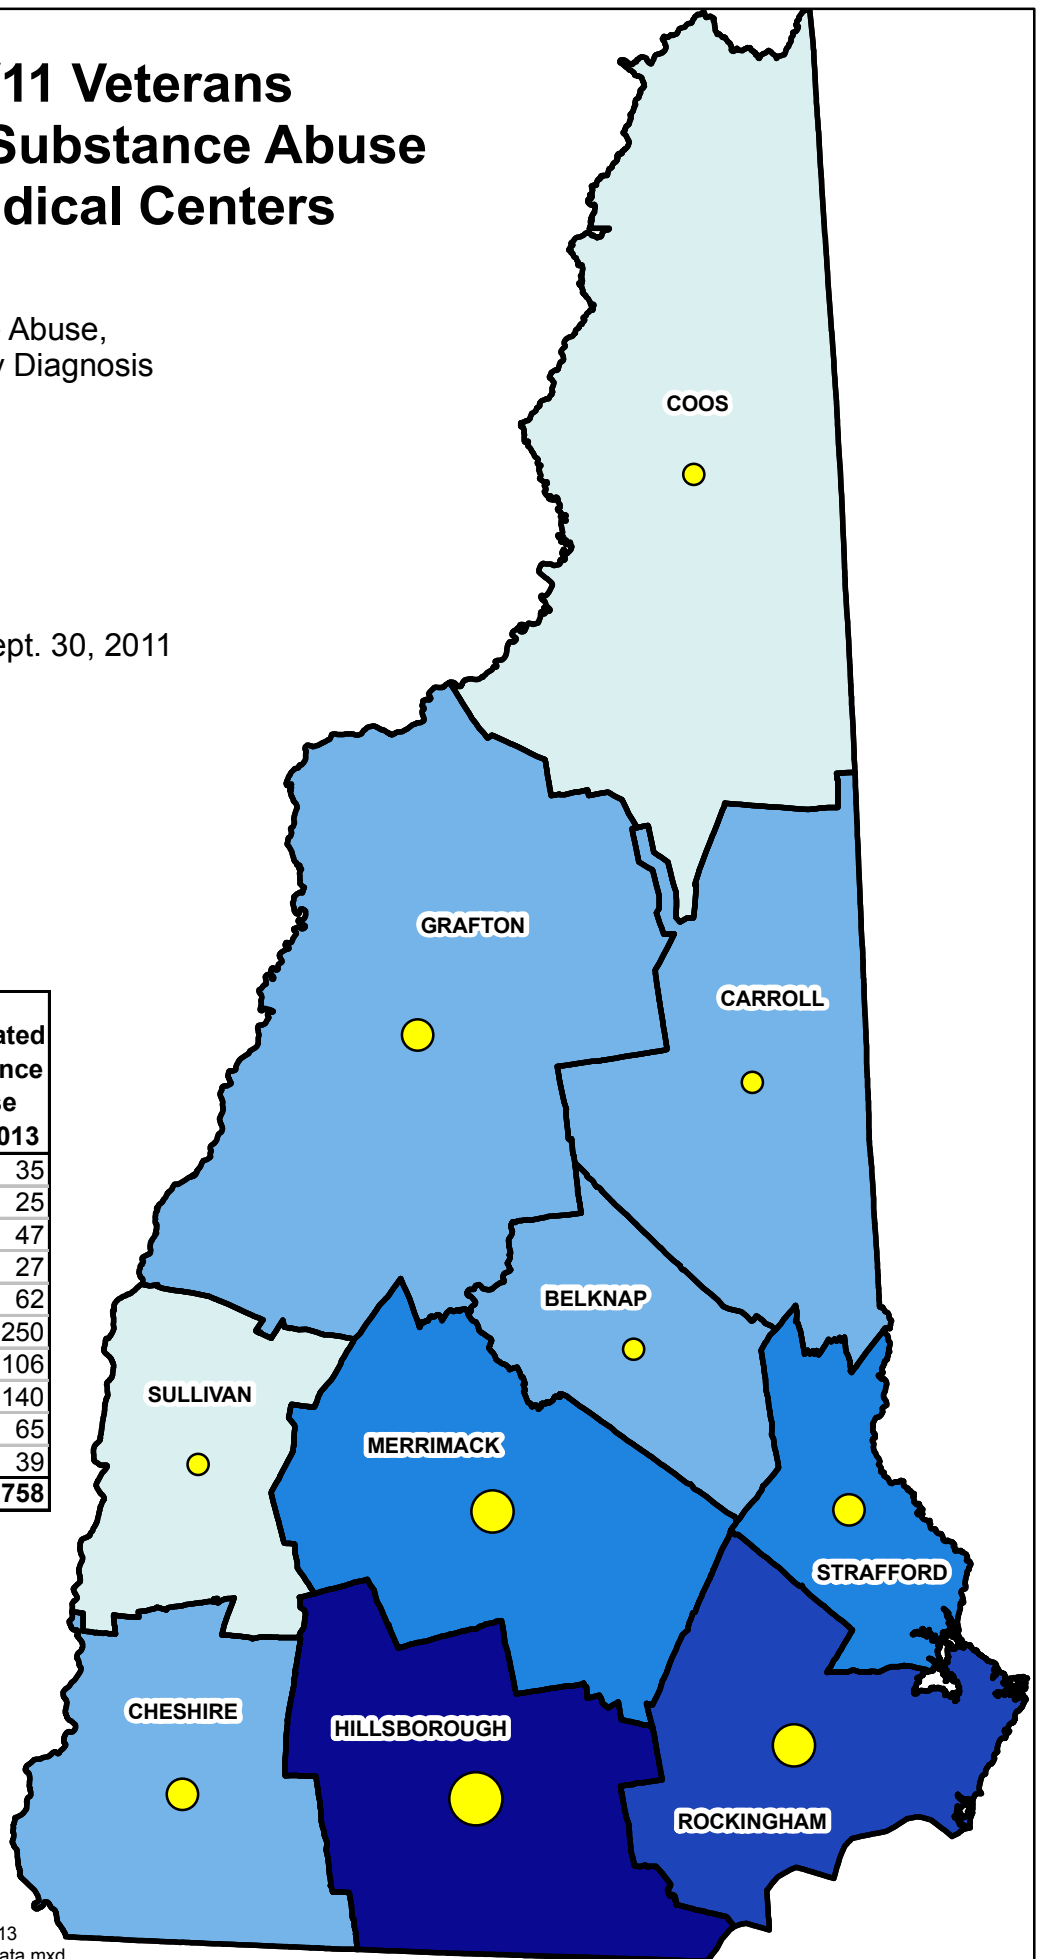 /11 Veterans
Substance Abuse
dical Centers
Abuse,
y Diagnosis
ept. 30, 2011
COOS
GRAFTON
CARROLL
ated
nce
se
013
35
25
47
27
62
250
106
140
65
39
758
BELKNAP
SULLIVAN
MERRIMACK
STRAFFORD
CHESHIRE
HILLSBOROUGH
ROCKINGHAM
13
ata.mxd